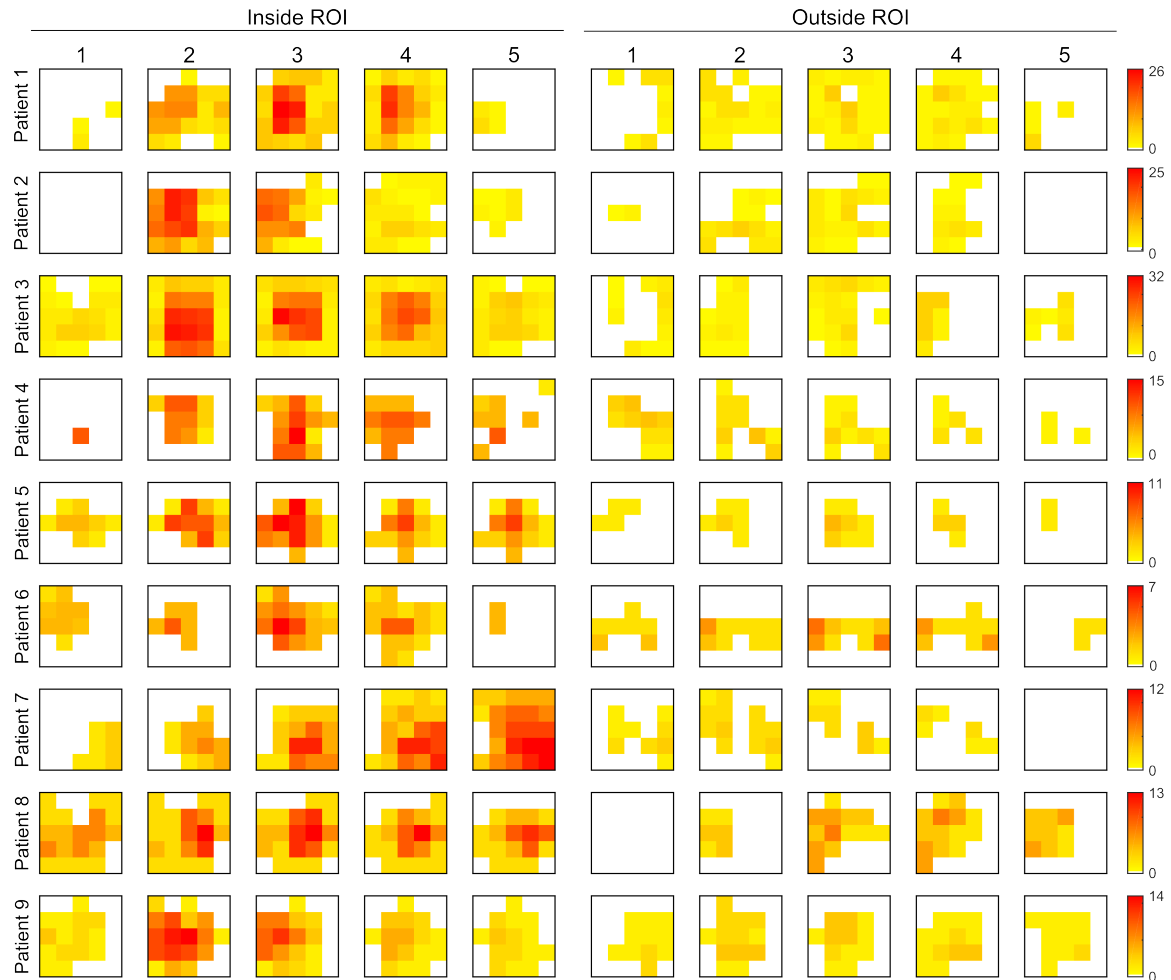 Inside ROI Outside ROI
1 2 3 4 5 1 2 3 4 5
Patient 1 26 0
Patient 2 25 1
Patient 3 32 0
Patient 4 15 0
Patient 5 11 0
Patient 6 7 0
Patient 7 12 0
Patient 8 13 0
Patient 9 14 0